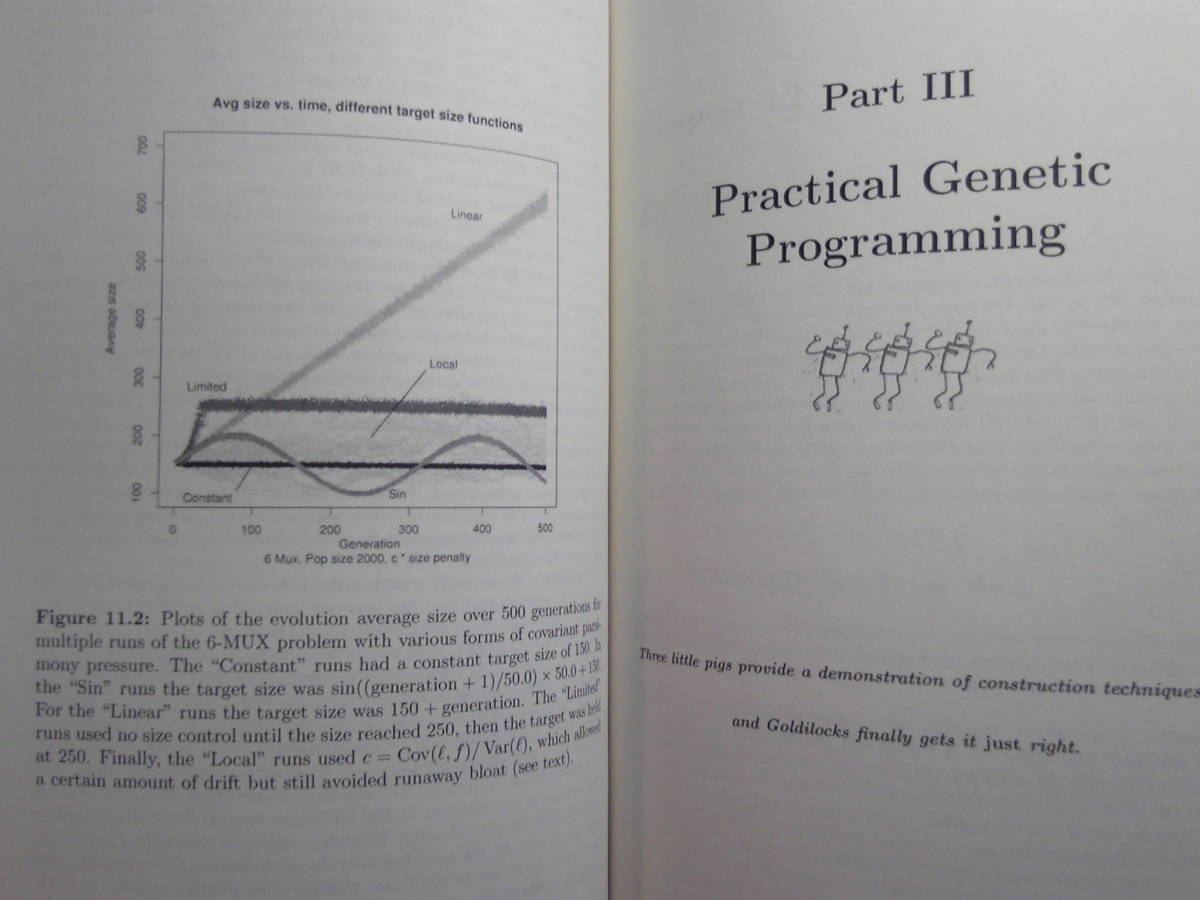 Avg size vs. time, different target size functions
700
600
500
400
300
200
100
Average size
Linear
Local
Limited
Constant
Sin
0 100 200 300 400 500
Generation
6 Mux, Pop size 2000, c * size penalty
Figure 11.2: Plots of the evolution average size over 500 generations for
multiple runs of the 6-MUX problem with various forms of covariant parsi-
mony pressure. The “Constant” runs had a constant target size of 150. In
the “Sin” runs the target size was sin((generation + 1)/50.0) × 50.0 + 150.
For the “Linear” runs the target size was 150 + generation. The “Limited”
runs used no size control until the size reached 250, then the target was held
at 250. Finally, the “Local” runs used c = Cov(ℓ, f)/Var(ℓ), which allowed
a certain amount of drift but still avoided runaway bloat (see text).
Part III
Practical Genetic
Programming
Three little pigs provide a demonstration of construction techniques
and Goldilocks finally gets it just right.